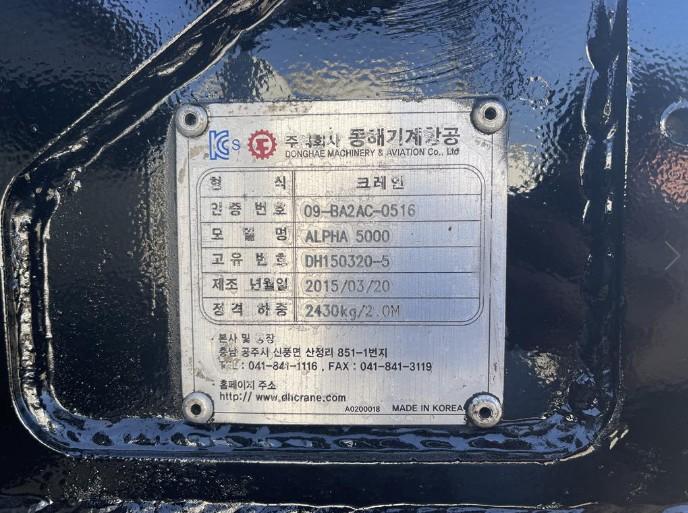 KCs 주식회사 동해기계항공
DONGHAE MACHINERY & AVIATION Co., Ltd
형 식 크레인
인증 번호 09-BA2AC-0516
모 델 명 ALPHA 5000
고유 번호 DH150320-5
제조 년월일 2015/03/20
정격 하중 2430kg/2.0M
· 본사 및 공장
충남 공주시 신풍면 산정리 851-1번지
TEL : 041-841-1116 , FAX : 041-841-3119
· 홈페이지 주소
http://www.dhcrane.com
A0200018 MADE IN KOREA